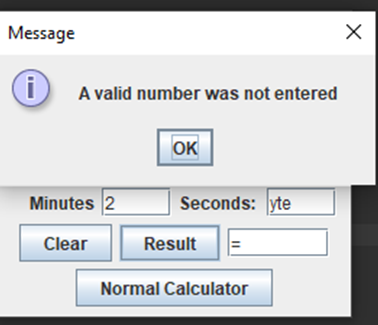 Message
A valid number was not entered
OK
Minutes 2 Seconds: yte
Clear Result =
Normal Calculator